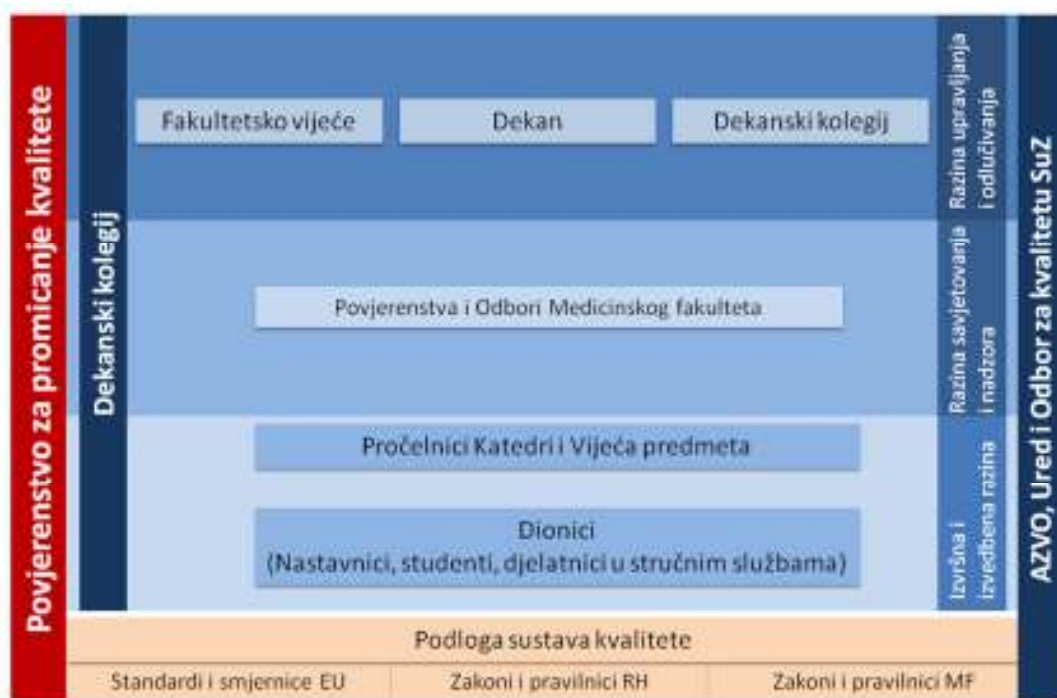 Povjerenstvo za promicanje kvalitete
Dekanski kolegij
Fakultetsko vijeće
Dekan
Dekanski kolegij
Razina upravljanja
i odlučivanja
Povjerenstva i Odbori Medicinskog fakulteta
Razina savjetovanja
i nadzora
Pročelnici Katedri i Vijeća predmeta
Dionici
(Nastavnici, studenti, djelatnici u stručnim službama)
Izvršna i
izvedbena razina
AZVO, Ured i Odbor za kvalitetu SuZ
Podloga sustava kvalitete
Standardi i smjernice EU
Zakoni i pravilnici RH
Zakoni i pravilnici MF